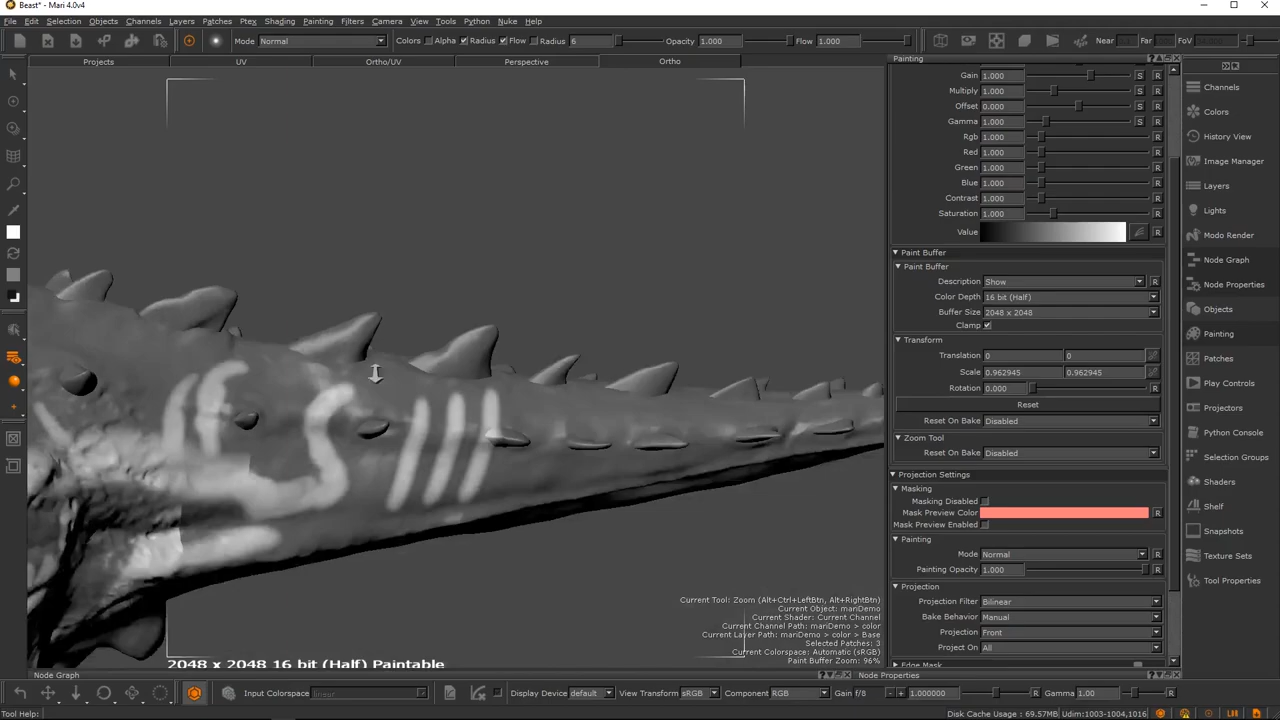 Beast* - Mari 4.0v4
File Edit Selection Objects Channels Layers Patches Ptex Shading Painting Filters Camera View Tools Python Nuke Help
Mode Normal Colors Alpha Radius Flow Radius 6 Opacity 1.000 Flow 1.000 Near Far FoV
Projects UV Ortho/UV Perspective Ortho
Painting
Gain 1.000 S R
Multiply 1.000 S R
Offset 0.000 S R
Gamma 1.000 S R
Rgb 1.000 R
Red 1.000 R
Green 1.000 R
Blue 1.000 R
Contrast 1.000 R
Saturation 1.000 R
Value R
Paint Buffer
Paint Buffer
Description Show R
Color Depth 16 bit (Half)
Buffer Size 2048 x 2048
Clamp
Transform
Translation 0 0
Scale 0.962945 0.962945
Rotation 0.000 R
Reset
Reset On Bake Disabled
Zoom Tool
Reset On Bake Disabled
Projection Settings
Masking
Masking Disabled
Mask Preview Color R
Mask Preview Enabled
Painting
Mode Normal R
Painting Opacity 1.000 R
Projection
Projection Filter Bilinear
Bake Behavior Manual
Projection Front
Project On All
Edge Mask
Channels
Colors
History View
Image Manager
Layers
Lights
Modo Render
Node Graph
Node Properties
Objects
Painting
Patches
Play Controls
Projectors
Python Console
Selection Groups
Shaders
Shelf
Snapshots
Texture Sets
Tool Properties
Current Tool: Zoom (Alt+Ctrl+LeftBtn, Alt+RightBtn)
Current Object: mariDemo
Current Shader: Current Channel
Current Channel Path: mariDemo > color
Current Layer Path: mariDemo > color > Base
Selected Patches: 3
Current Colorspace: Automatic (sRGB)
Paint Buffer Zoom: 96%
2048 x 2048 16 bit (Half) Paintable
Node Graph Node Properties
Input Colorspace linear Display Device default View Transform sRGB Component RGB Gain f/8 - + 1.000000 R Gamma 1.00 R
Tool Help: Disk Cache Usage : 69.57MB Udim:1003-1004,1016